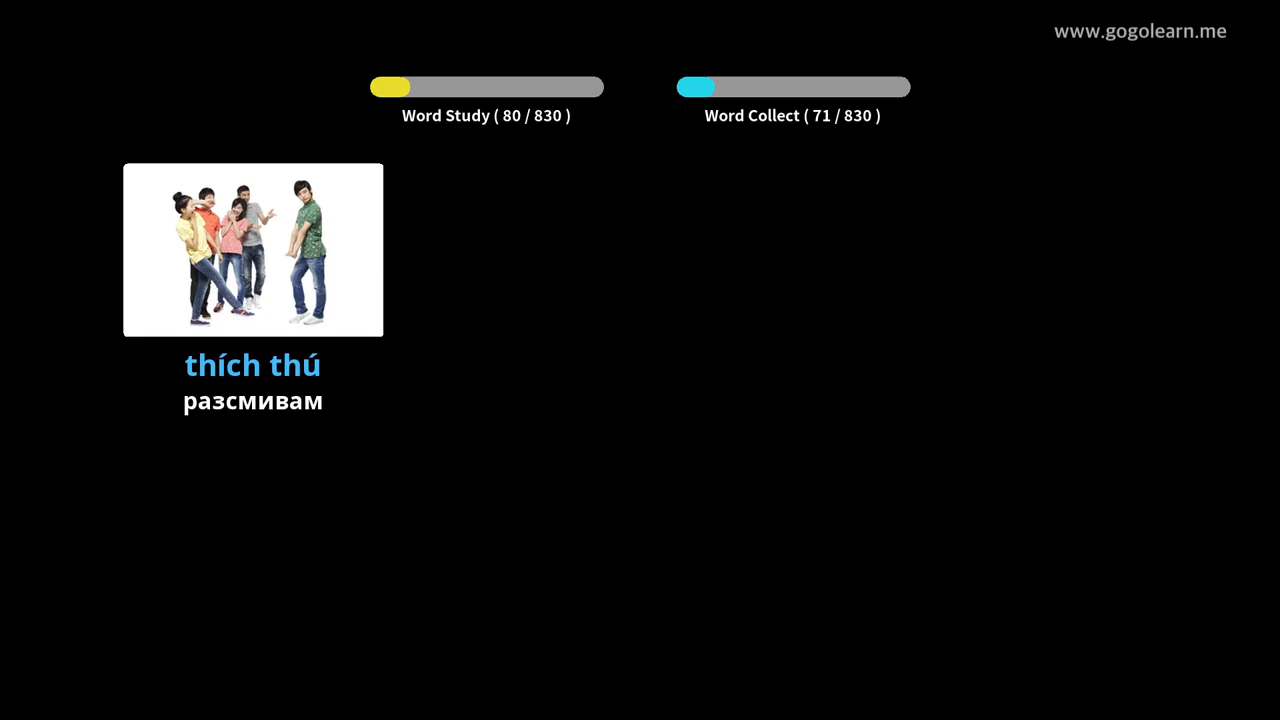 www.gogolearn.me
Word Study ( 80 / 830 )
Word Collect ( 71 / 830 )
thích thú
разсмивам